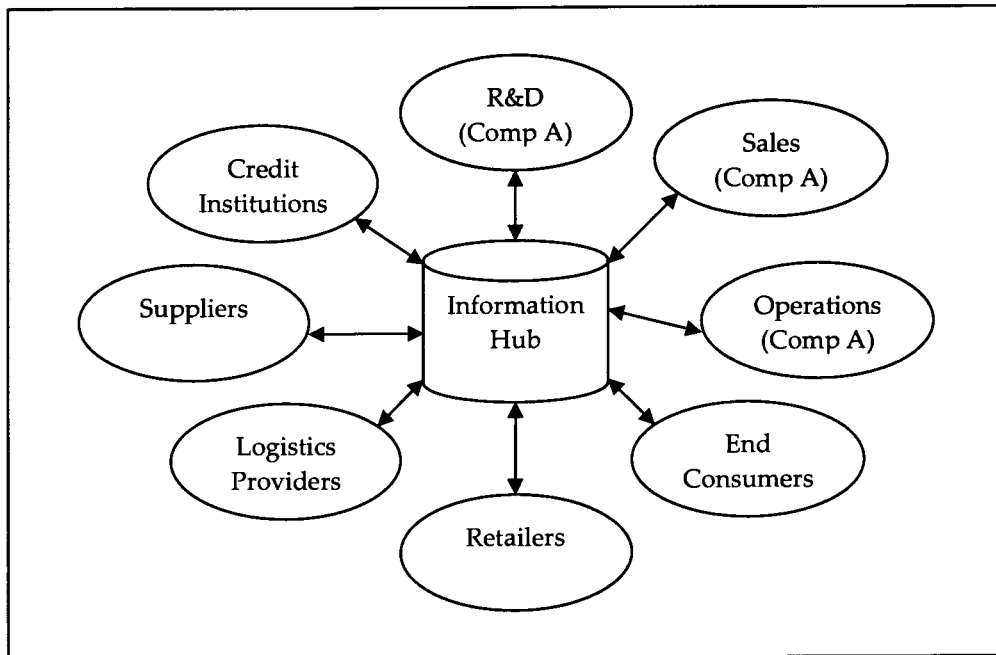 R&D
(Comp A)
Sales
(Comp A)
Credit
Institutions
Suppliers
Information
Hub
Operations
(Comp A)
Logistics
Providers
End
Consumers
Retailers